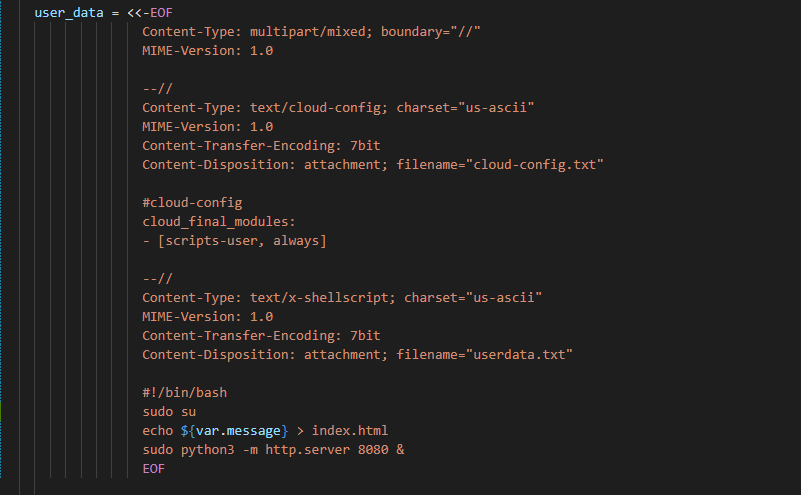 user_data = <<-EOF
Content-Type: multipart/mixed; boundary="//"
MIME-Version: 1.0
--//
Content-Type: text/cloud-config; charset="us-ascii"
MIME-Version: 1.0
Content-Transfer-Encoding: 7bit
Content-Disposition: attachment; filename="cloud-config.txt"
#cloud-config
cloud_final_modules:
- [scripts-user, always]
--//
Content-Type: text/x-shellscript; charset="us-ascii"
MIME-Version: 1.0
Content-Transfer-Encoding: 7bit
Content-Disposition: attachment; filename="userdata.txt"
#!/bin/bash
sudo su
echo ${var.message} > index.html
sudo python3 -m http.server 8080 &
EOF